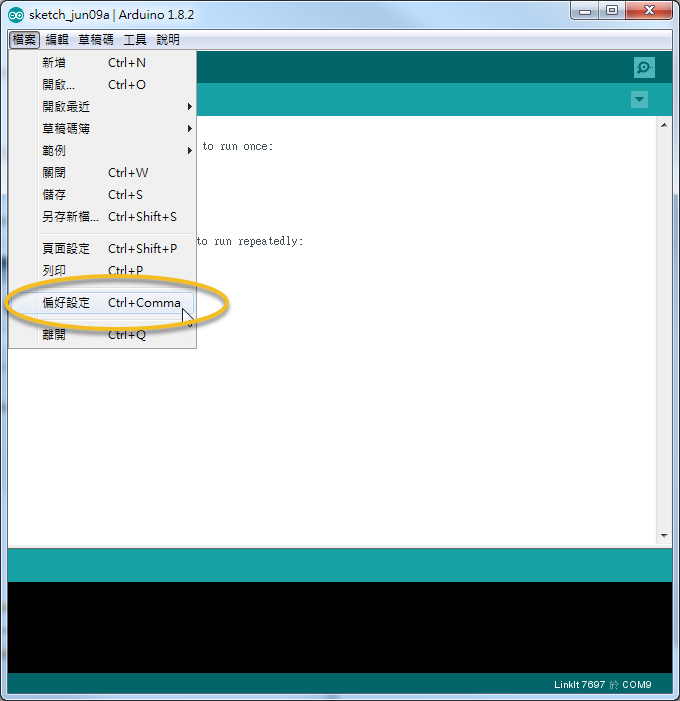 sketch_jun09a | Arduino 1.8.2
檔案 編輯 草稿碼 工具 說明
新增 Ctrl+N
開啟... Ctrl+O
開啟最近
草稿碼簿
範例
關閉 Ctrl+W
儲存 Ctrl+S
另存新檔... Ctrl+Shift+S
頁面設定 Ctrl+Shift+P
列印 Ctrl+P
偏好設定 Ctrl+Comma
離開 Ctrl+Q
to run once:
to run repeatedly:
LinkIt 7697 於 COM9